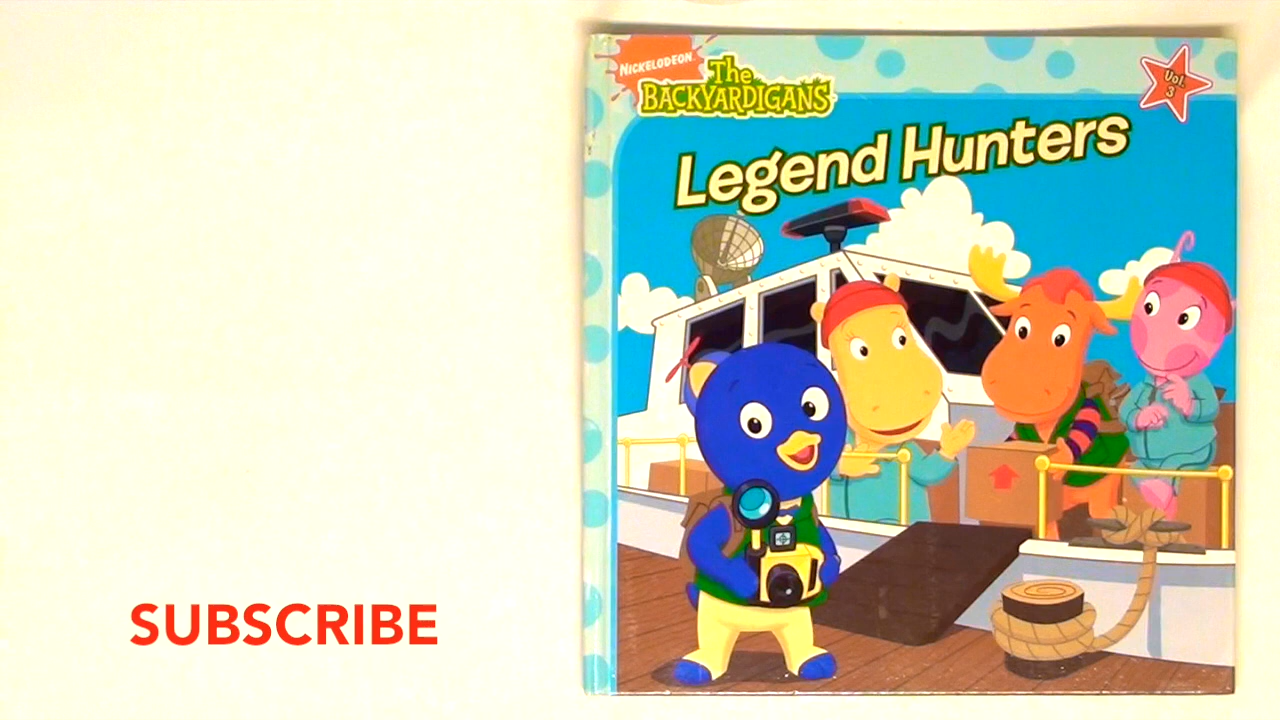 NICKELODEON
The
BACKYARDIGANS
Vol.
3
Legend Hunters
SUBSCRIBE